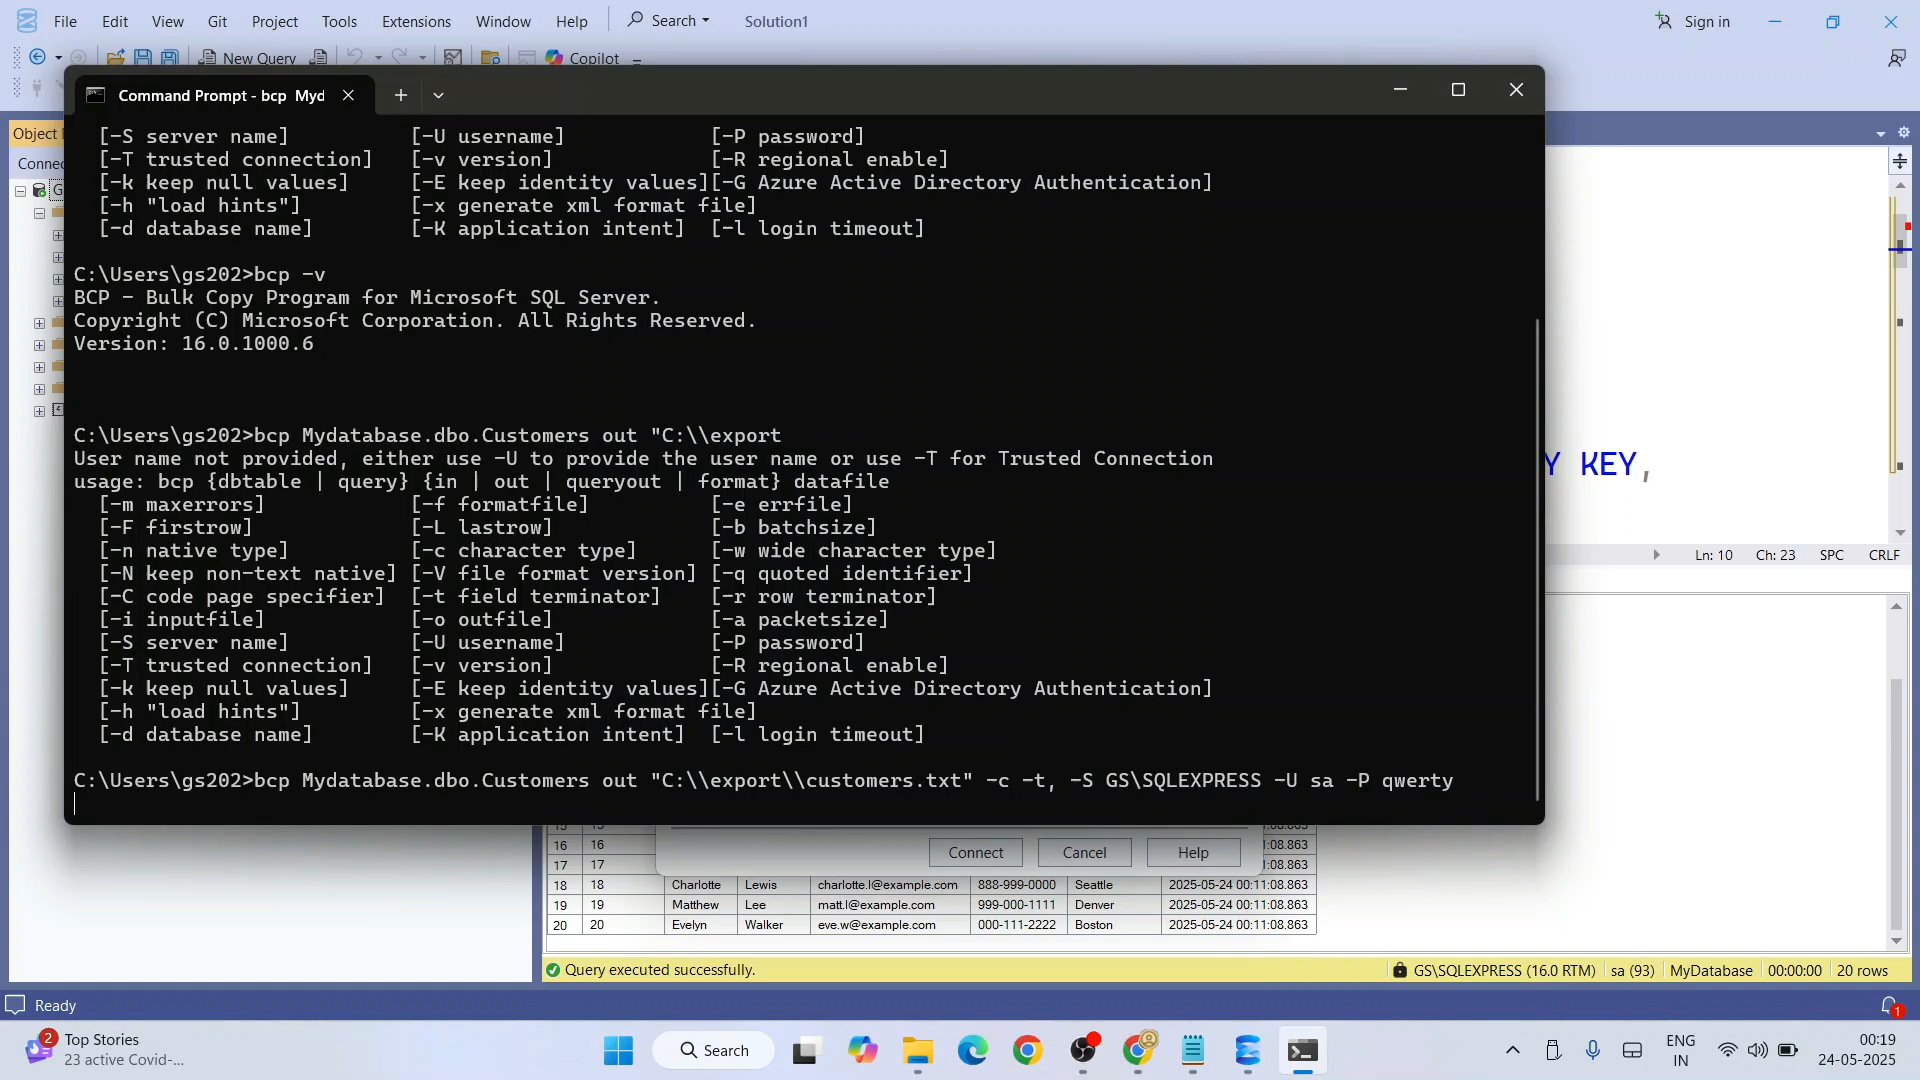 File Edit View Git Project Tools Extensions Window Help Search Solution1 Sign in
New Query Copilot
Command Prompt - bcp Myd
[-S server name] [-U username] [-P password]
[-T trusted connection] [-v version] [-R regional enable]
[-k keep null values] [-E keep identity values][-G Azure Active Directory Authentication]
[-h "load hints"] [-x generate xml format file]
[-d database name] [-K application intent] [-l login timeout]
C:\Users\gs202>bcp -v
BCP - Bulk Copy Program for Microsoft SQL Server.
Copyright (C) Microsoft Corporation. All Rights Reserved.
Version: 16.0.1000.6
C:\Users\gs202>bcp Mydatabase.dbo.Customers out "C:\\export
User name not provided, either use -U to provide the user name or use -T for Trusted Connection
usage: bcp {dbtable | query} {in | out | queryout | format} datafile
[-m maxerrors] [-f formatfile] [-e errfile]
[-F firstrow] [-L lastrow] [-b batchsize]
[-n native type] [-c character type] [-w wide character type]
[-N keep non-text native] [-V file format version] [-q quoted identifier]
[-C code page specifier] [-t field terminator] [-r row terminator]
[-i inputfile] [-o outfile] [-a packetsize]
[-S server name] [-U username] [-P password]
[-T trusted connection] [-v version] [-R regional enable]
[-k keep null values] [-E keep identity values][-G Azure Active Directory Authentication]
[-h "load hints"] [-x generate xml format file]
[-d database name] [-K application intent] [-l login timeout]
C:\Users\gs202>bcp Mydatabase.dbo.Customers out "C:\\export\\customers.txt" -c -t, -S GS\SQLEXPRESS -U sa -P qwerty
Object
Connec
G
Y KEY,
Ln: 10 Ch: 23 SPC CRLF
Connect Cancel Help
15 15 1:08.863
16 16 1:08.863
17 17 1:08.863
18 18 Charlotte Lewis charlotte.l@example.com 888-999-0000 Seattle 2025-05-24 00:11:08.863
19 19 Matthew Lee matt.l@example.com 999-000-1111 Denver 2025-05-24 00:11:08.863
20 20 Evelyn Walker eve.w@example.com 000-111-2222 Boston 2025-05-24 00:11:08.863
Query executed successfully. GS\SQLEXPRESS (16.0 RTM) sa (93) MyDatabase 00:00:00 20 rows
Ready 1
2 Top Stories
23 active Covid-...
Search
ENG
IN
00:19
24-05-2025